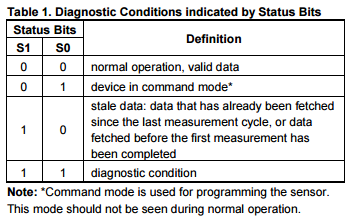 Table 1. Diagnostic Conditions indicated by Status Bits
Status Bits
Definition
S1 S0
0 0 normal operation, valid data
0 1 device in command mode*
stale data: data that has already been fetched
since the last measurement cycle, or data
1 0
fetched before the first measurement has
been completed
1 1 diagnostic condition
Note: *Command mode is used for programming the sensor.
This mode should not be seen during normal operation.